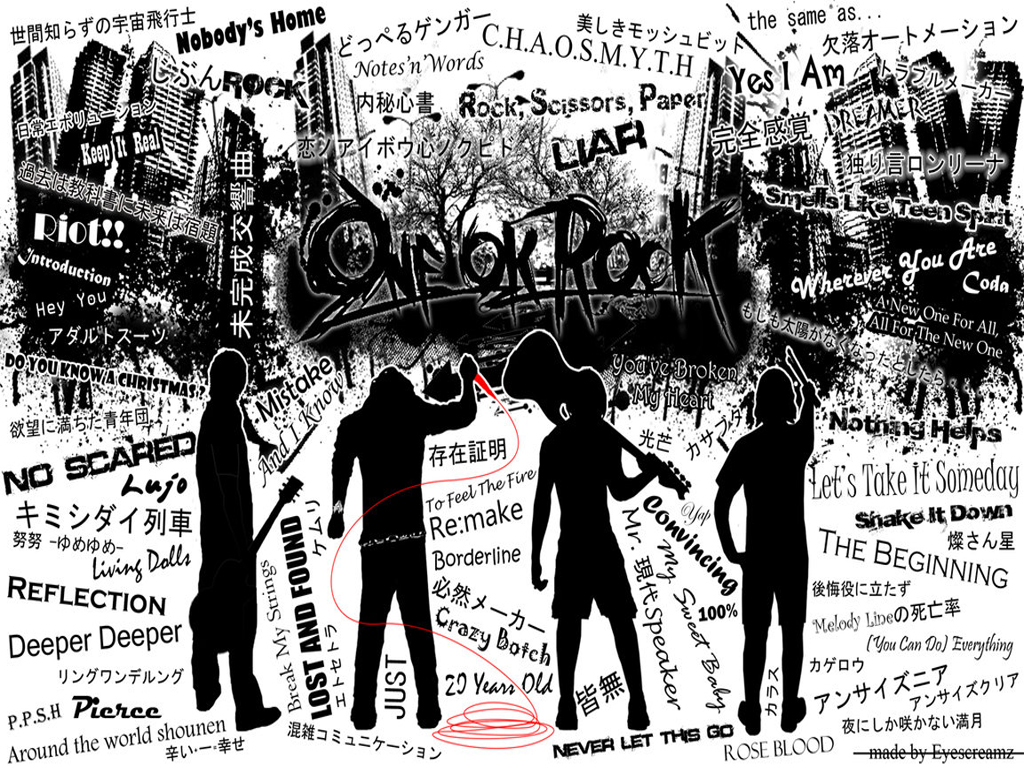 世間知らずの宇宙飛行士
Nobody's Home
どっぺるゲンガー
美しきモッシュピット
the same as...
C.H.A.O.S.M.Y.T.H
欠落オートメーション
Notes'n'Words
じぶんROCK
Yes I Am
トラブルメーカー
内秘心書
Rock, Scissors, Paper
日常エボリューション
DREAMER
Keep It Real
恋ノアイボウ心ノクピド
LIAR
完全感覚
独り言ロンリーナ
過去は教科書に未来は宿題
未完成交響曲
Smells Like Teen Spirit
Riot!!
ONE OK ROCK
Wherever You Are
Introduction
Coda
Hey You
A New One For All,
All For The New One
アダルトスーツ
もしも太陽がなくなったとしたら...
DO YOU KNOW A CHRISTMAS?
Mistake
You've Broken
My Heart
And I Know
欲望に満ちた青年団
光芒
カサブタ
Nothing Helps
NO SCARED
存在証明
Lujo
To Feel The Fire
Let's Take It Someday
キミシダイ列車
Re:make
Yap
Convincing
Shake It Down
努努 -ゆめゆめ-
ケムリ
Borderline
Mr. 現代Speaker
燦さん星
Living Dolls
THE BEGINNING
REFLECTION
LOST AND FOUND
Break My Strings
必然メーカー
My Sweet Baby
後悔役に立たず
Crazy Botch
100%
Melody Lineの死亡率
Deeper Deeper
エトセトラ
(You Can Do) Everything
リングワンデルング
JUST
20 Years Old
カゲロウ
皆無
カラス
アンサイズニア
P.P.S.H
Pierce
アンサイズクリア
Around the world shounen
夜にしか咲かない満月
辛い...幸せ
混雑コミュニケーション
NEVER LET THIS GO
ROSE BLOOD
made by Eyescreamz